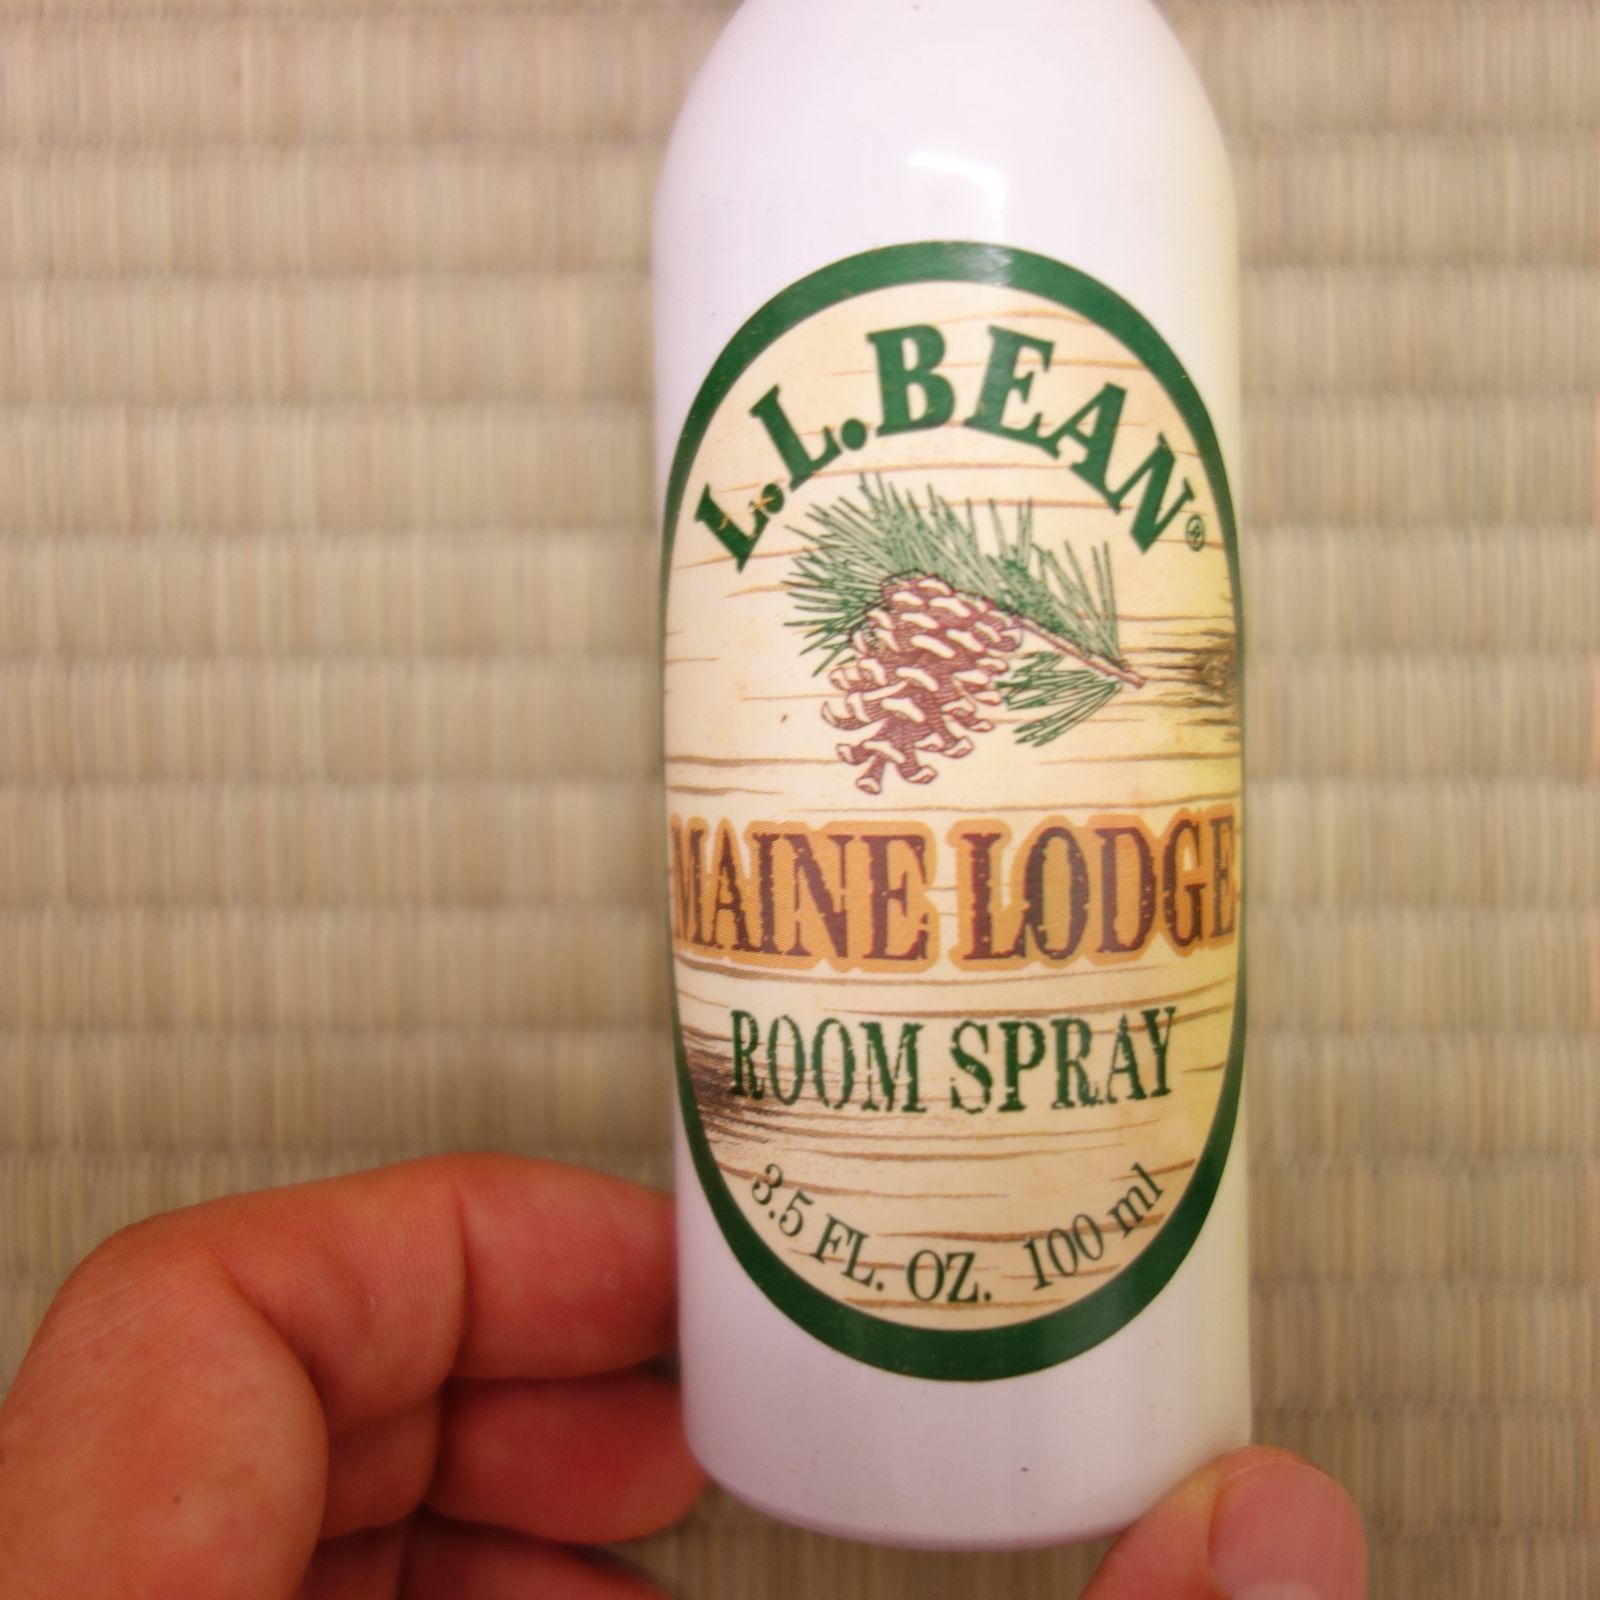 L.L.BEAN®
MAINE LODGE
ROOM SPRAY
3.5 FL. OZ. 100 ml